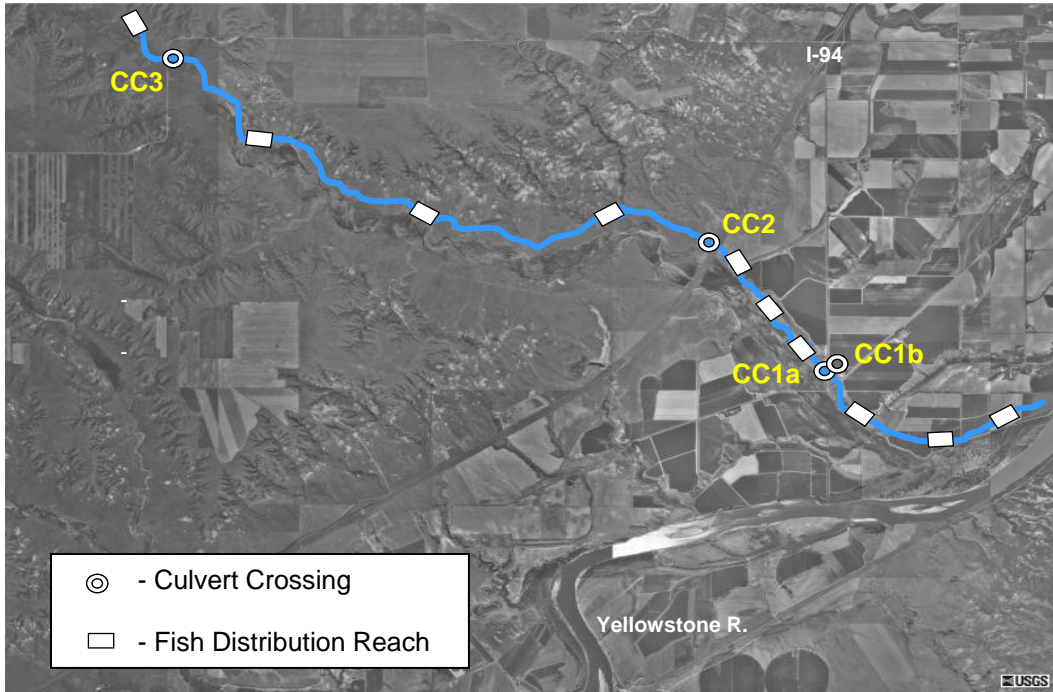 I-94
CC3
CC2
CC1b
CC1a
- Culvert Crossing
- Fish Distribution Reach
Yellowstone R.
USGS